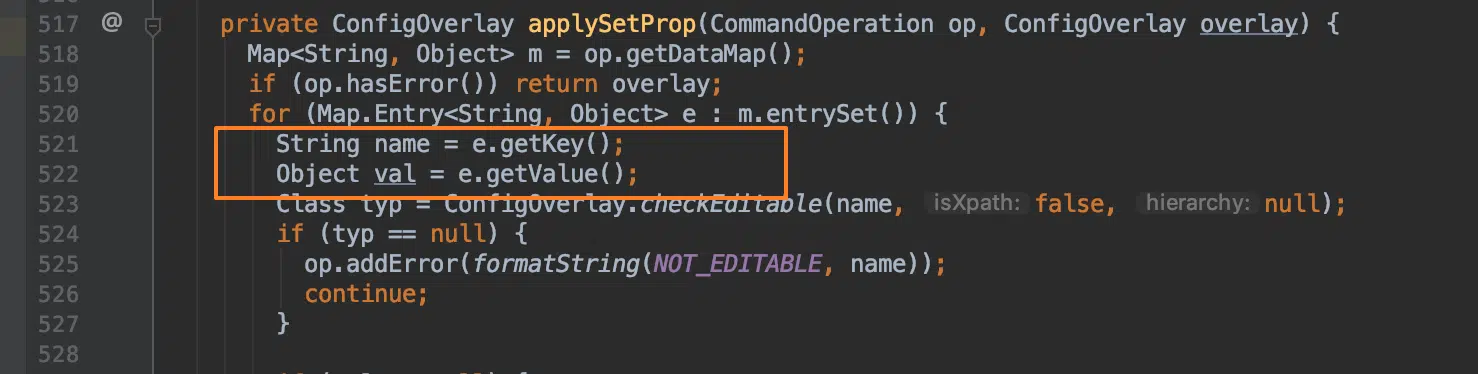 517 @ private ConfigOverlay applySetProp(CommandOperation op, ConfigOverlay overlay) {
518 Map<String, Object> m = op.getDataMap();
519 if (op.hasError()) return overlay;
520 for (Map.Entry<String, Object> e : m.entrySet()) {
521 String name = e.getKey();
522 Object val = e.getValue();
523 Class typ = ConfigOverlay.checkEditable(name, isXpath: false, hierarchy: null);
524 if (typ == null) {
525 op.addError(formatString(NOT_EDITABLE, name));
526 continue;
527 }
528